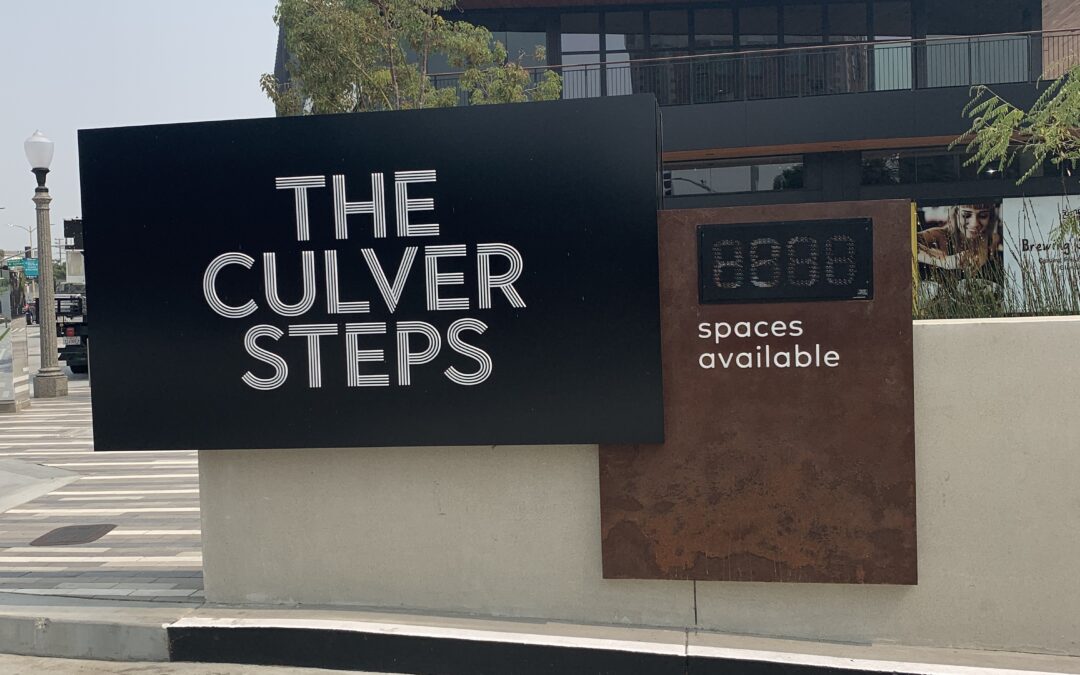 THE
CULVER
STEPS
spaces
available